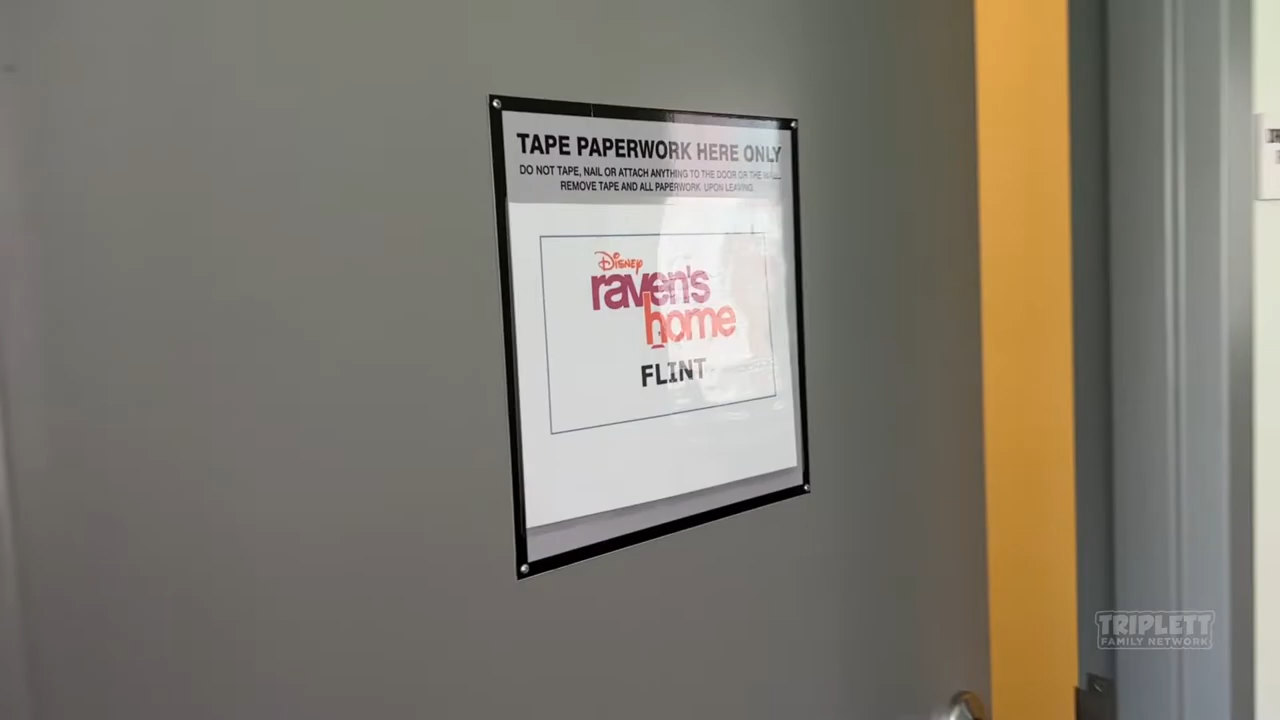 TAPE PAPERWORK HERE ONLY
DO NOT TAPE, NAIL OR ATTACH ANYTHING TO THE DOOR OR THE WALL
REMOVE TAPE AND ALL PAPERWORK UPON LEAVING
Disney
raven's
home
FLINT
TRIPLETT
FAMILY NETWORK